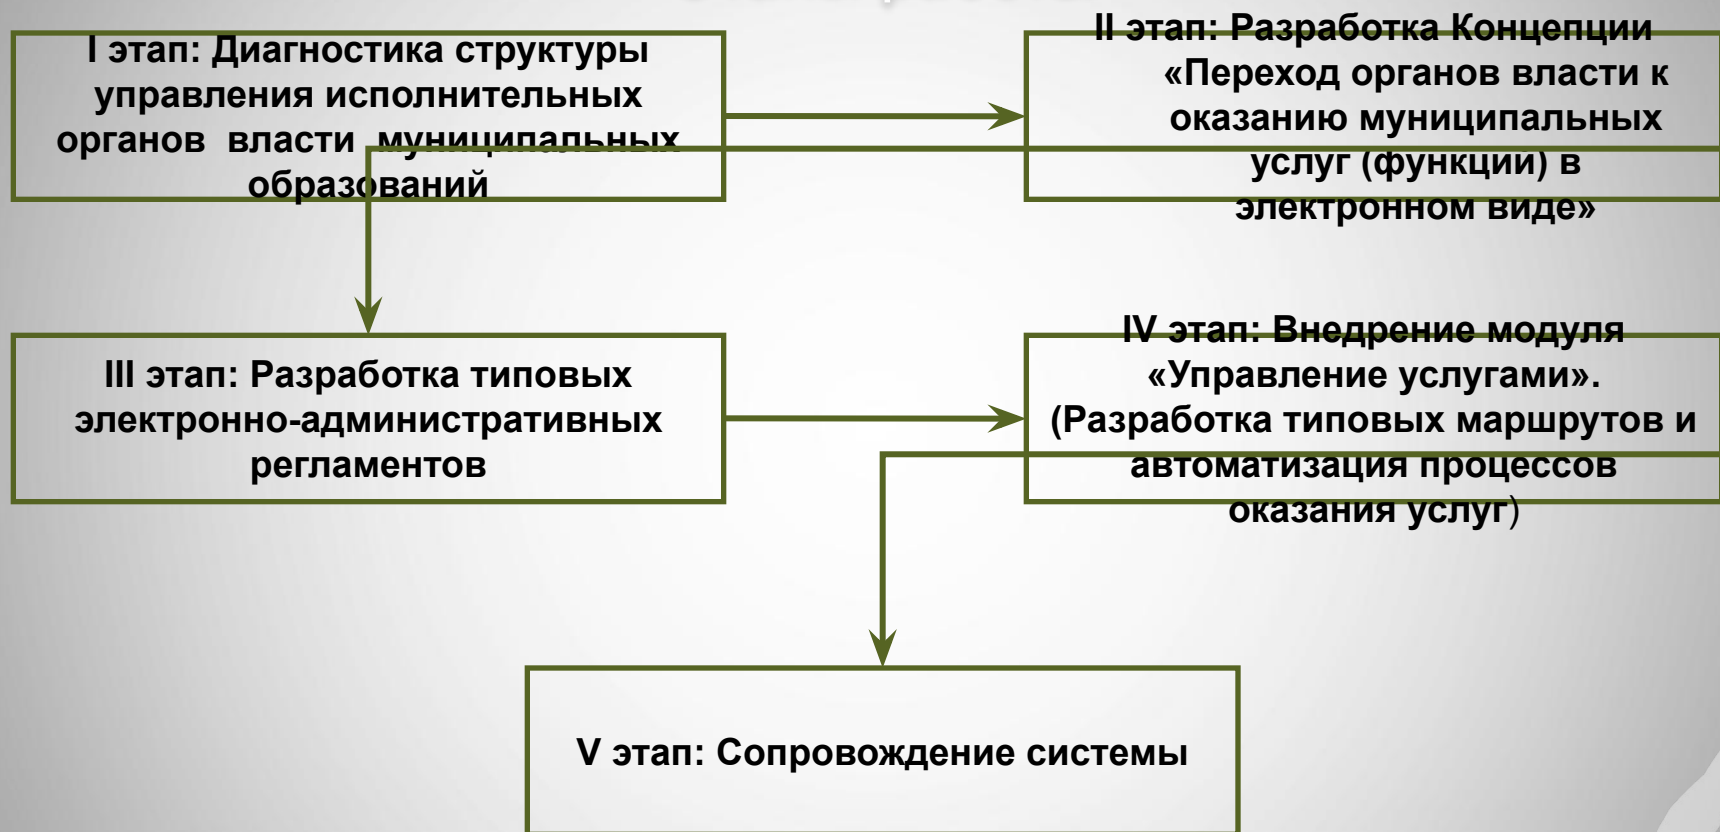 I этап: Диагностика структуры
управления исполнительных
органов власти муниципальных
образований
II этап: Разработка Концепции
«Переход органов власти к
оказанию муниципальных
услуг (функций) в
электронном виде»
III этап: Разработка типовых
электронно-административных
регламентов
IV этап: Внедрение модуля
«Управление услугами».
(Разработка типовых маршрутов и
автоматизация процессов
оказания услуг)
V этап: Сопровождение системы